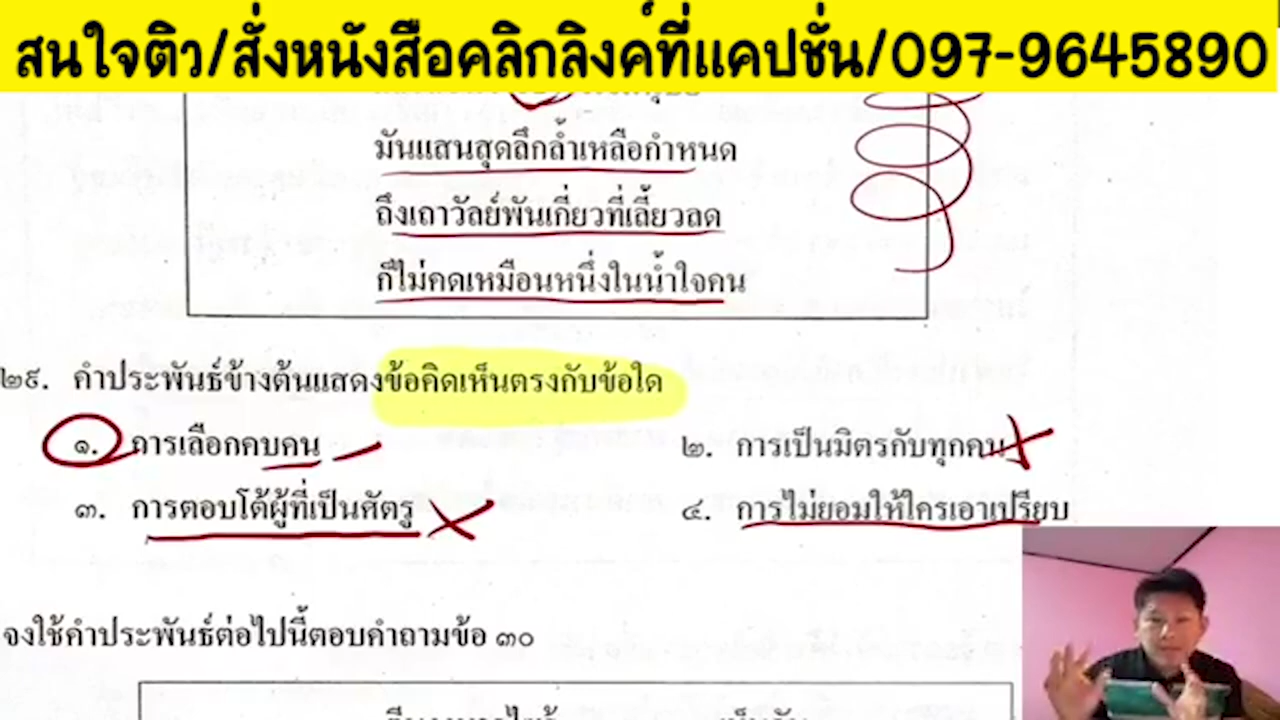 สนใจติว/สั่งหนังสือคลิกลิงค์ที่แคปชั่น/097-9645890
มันแสนสุดลึกล้ำเหลือกำหนด
ถึงเถาวัลย์พันเกี่ยวที่เลี้ยวลด
ก็ไม่คดเหมือนหนึ่งในน้ำใจคน
๒๙. คำประพันธ์ข้างต้นแสดงข้อคิดเห็นตรงกับข้อใด
๑. การเลือกคบคน ๒. การเป็นมิตรกับทุกคน
๓. การตอบโต้ผู้ที่เป็นศัตรู ๔. การไม่ยอมให้ใครเอาเปรียบ
จงใช้คำประพันธ์ต่อไปนี้ตอบคำถามข้อ ๓๐